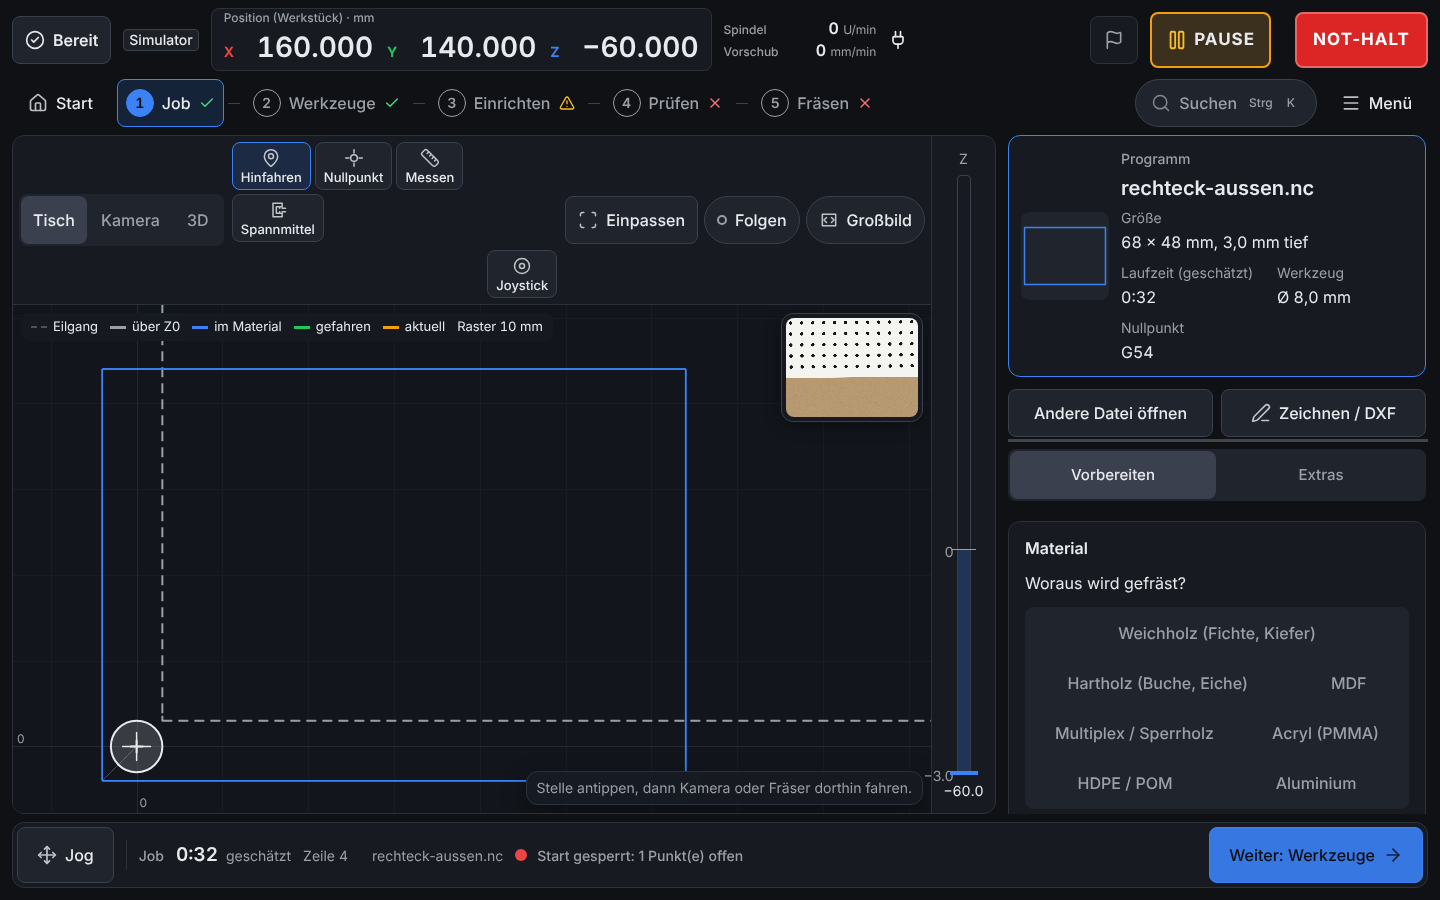 Bereit
Simulator
Position (Werkstück) · mm
X 160.000 Y 140.000 Z −60.000
Spindel 0 U/min
Vorschub 0 mm/min
PAUSE
NOT-HALT
Start
1 Job
2 Werkzeuge
3 Einrichten
4 Prüfen
5 Fräsen
Suchen Strg K
Menü
Hinfahren
Nullpunkt
Messen
Tisch
Kamera
3D
Spannmittel
Einpassen
Folgen
Großbild
Joystick
Eilgang
über Z0
im Material
gefahren
aktuell
Raster 10 mm
0
0
Stelle antippen, dann Kamera oder Fräser dorthin fahren.
Z
0
−3.0
−60.0
Programm
rechteck-aussen.nc
Größe
68 × 48 mm, 3,0 mm tief
Laufzeit (geschätzt) Werkzeug
0:32 Ø 8,0 mm
Nullpunkt
G54
Andere Datei öffnen
Zeichnen / DXF
Vorbereiten
Extras
Material
Woraus wird gefräst?
Weichholz (Fichte, Kiefer)
Hartholz (Buche, Eiche) MDF
Multiplex / Sperrholz Acryl (PMMA)
HDPE / POM Aluminium
Jog
Job 0:32 geschätzt Zeile 4 rechteck-aussen.nc Start gesperrt: 1 Punkt(e) offen
Weiter: Werkzeuge